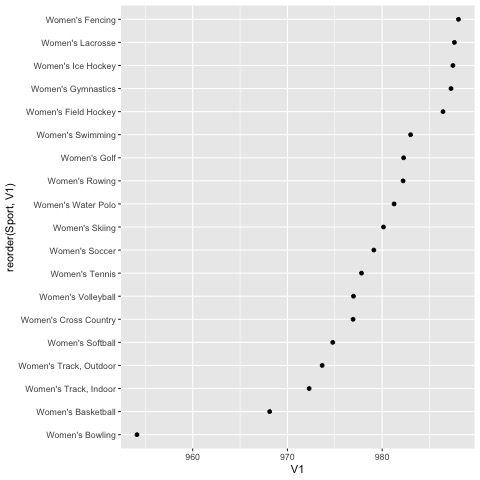 Women's Fencing
Women's Lacrosse
Women's Ice Hockey
Women's Gymnastics
Women's Field Hockey
Women's Swimming
Women's Golf
Women's Rowing
Women's Water Polo
Women's Skiing
Women's Soccer
Women's Tennis
Women's Volleyball
Women's Cross Country
Women's Softball
Women's Track, Outdoor
Women's Track, Indoor
Women's Basketball
Women's Bowling
reorder(Sport, V1)
960 970 980
V1